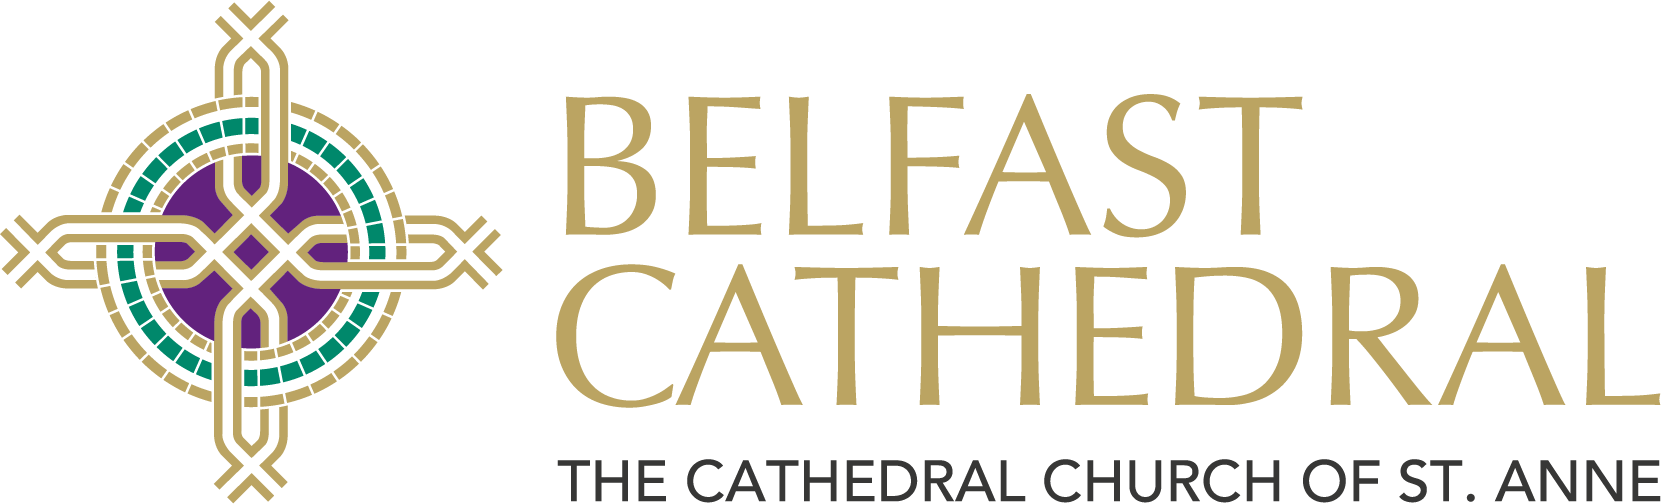 BELFAST
CATHEDRAL
THE CATHEDRAL CHURCH OF ST. ANNE